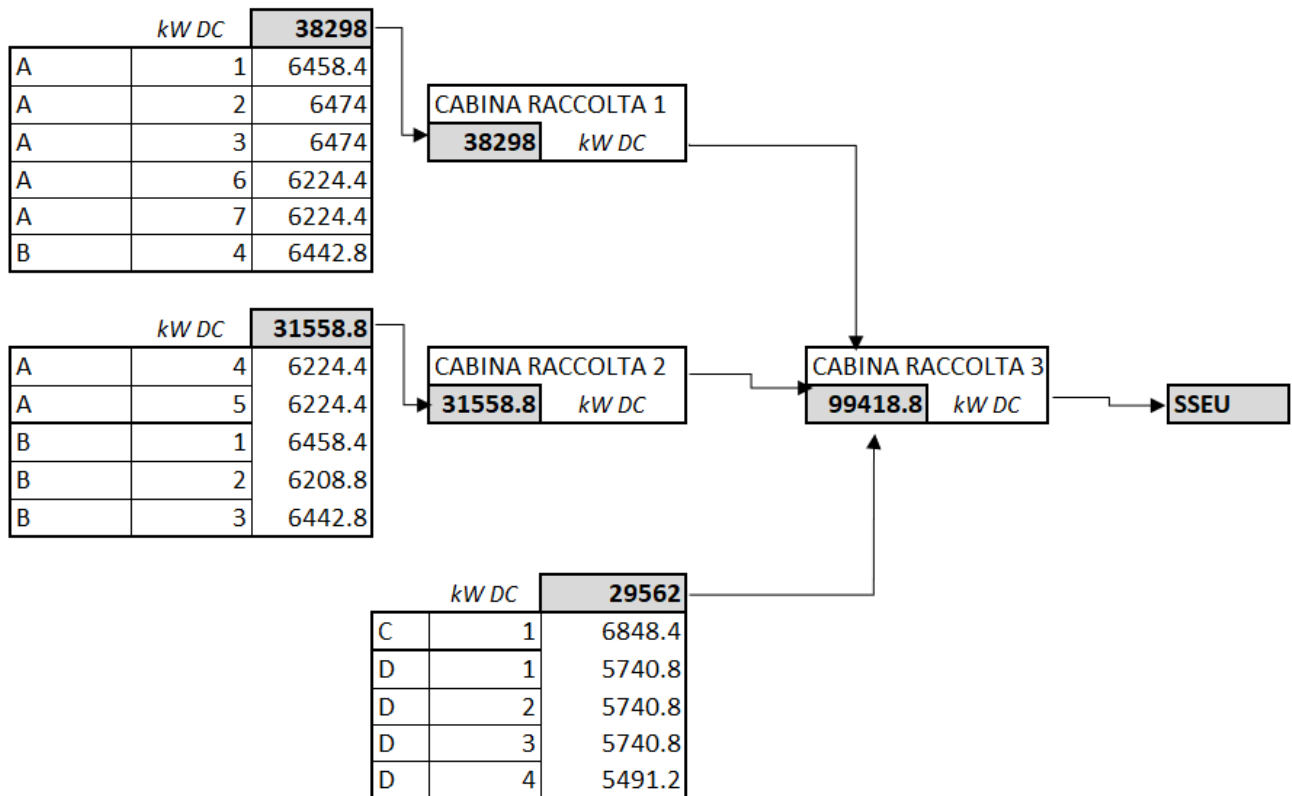 kW DC 38298
A 1 6458.4
A 2 6474
A 3 6474
A 6 6224.4
A 7 6224.4
B 4 6442.8
CABINA RACCOLTA 1
38298 kW DC
kW DC 31558.8
A 4 6224.4
A 5 6224.4
B 1 6458.4
B 2 6208.8
B 3 6442.8
CABINA RACCOLTA 2
31558.8 kW DC
CABINA RACCOLTA 3
99418.8 kW DC
SSEU
kW DC 29562
C 1 6848.4
D 1 5740.8
D 2 5740.8
D 3 5740.8
D 4 5491.2